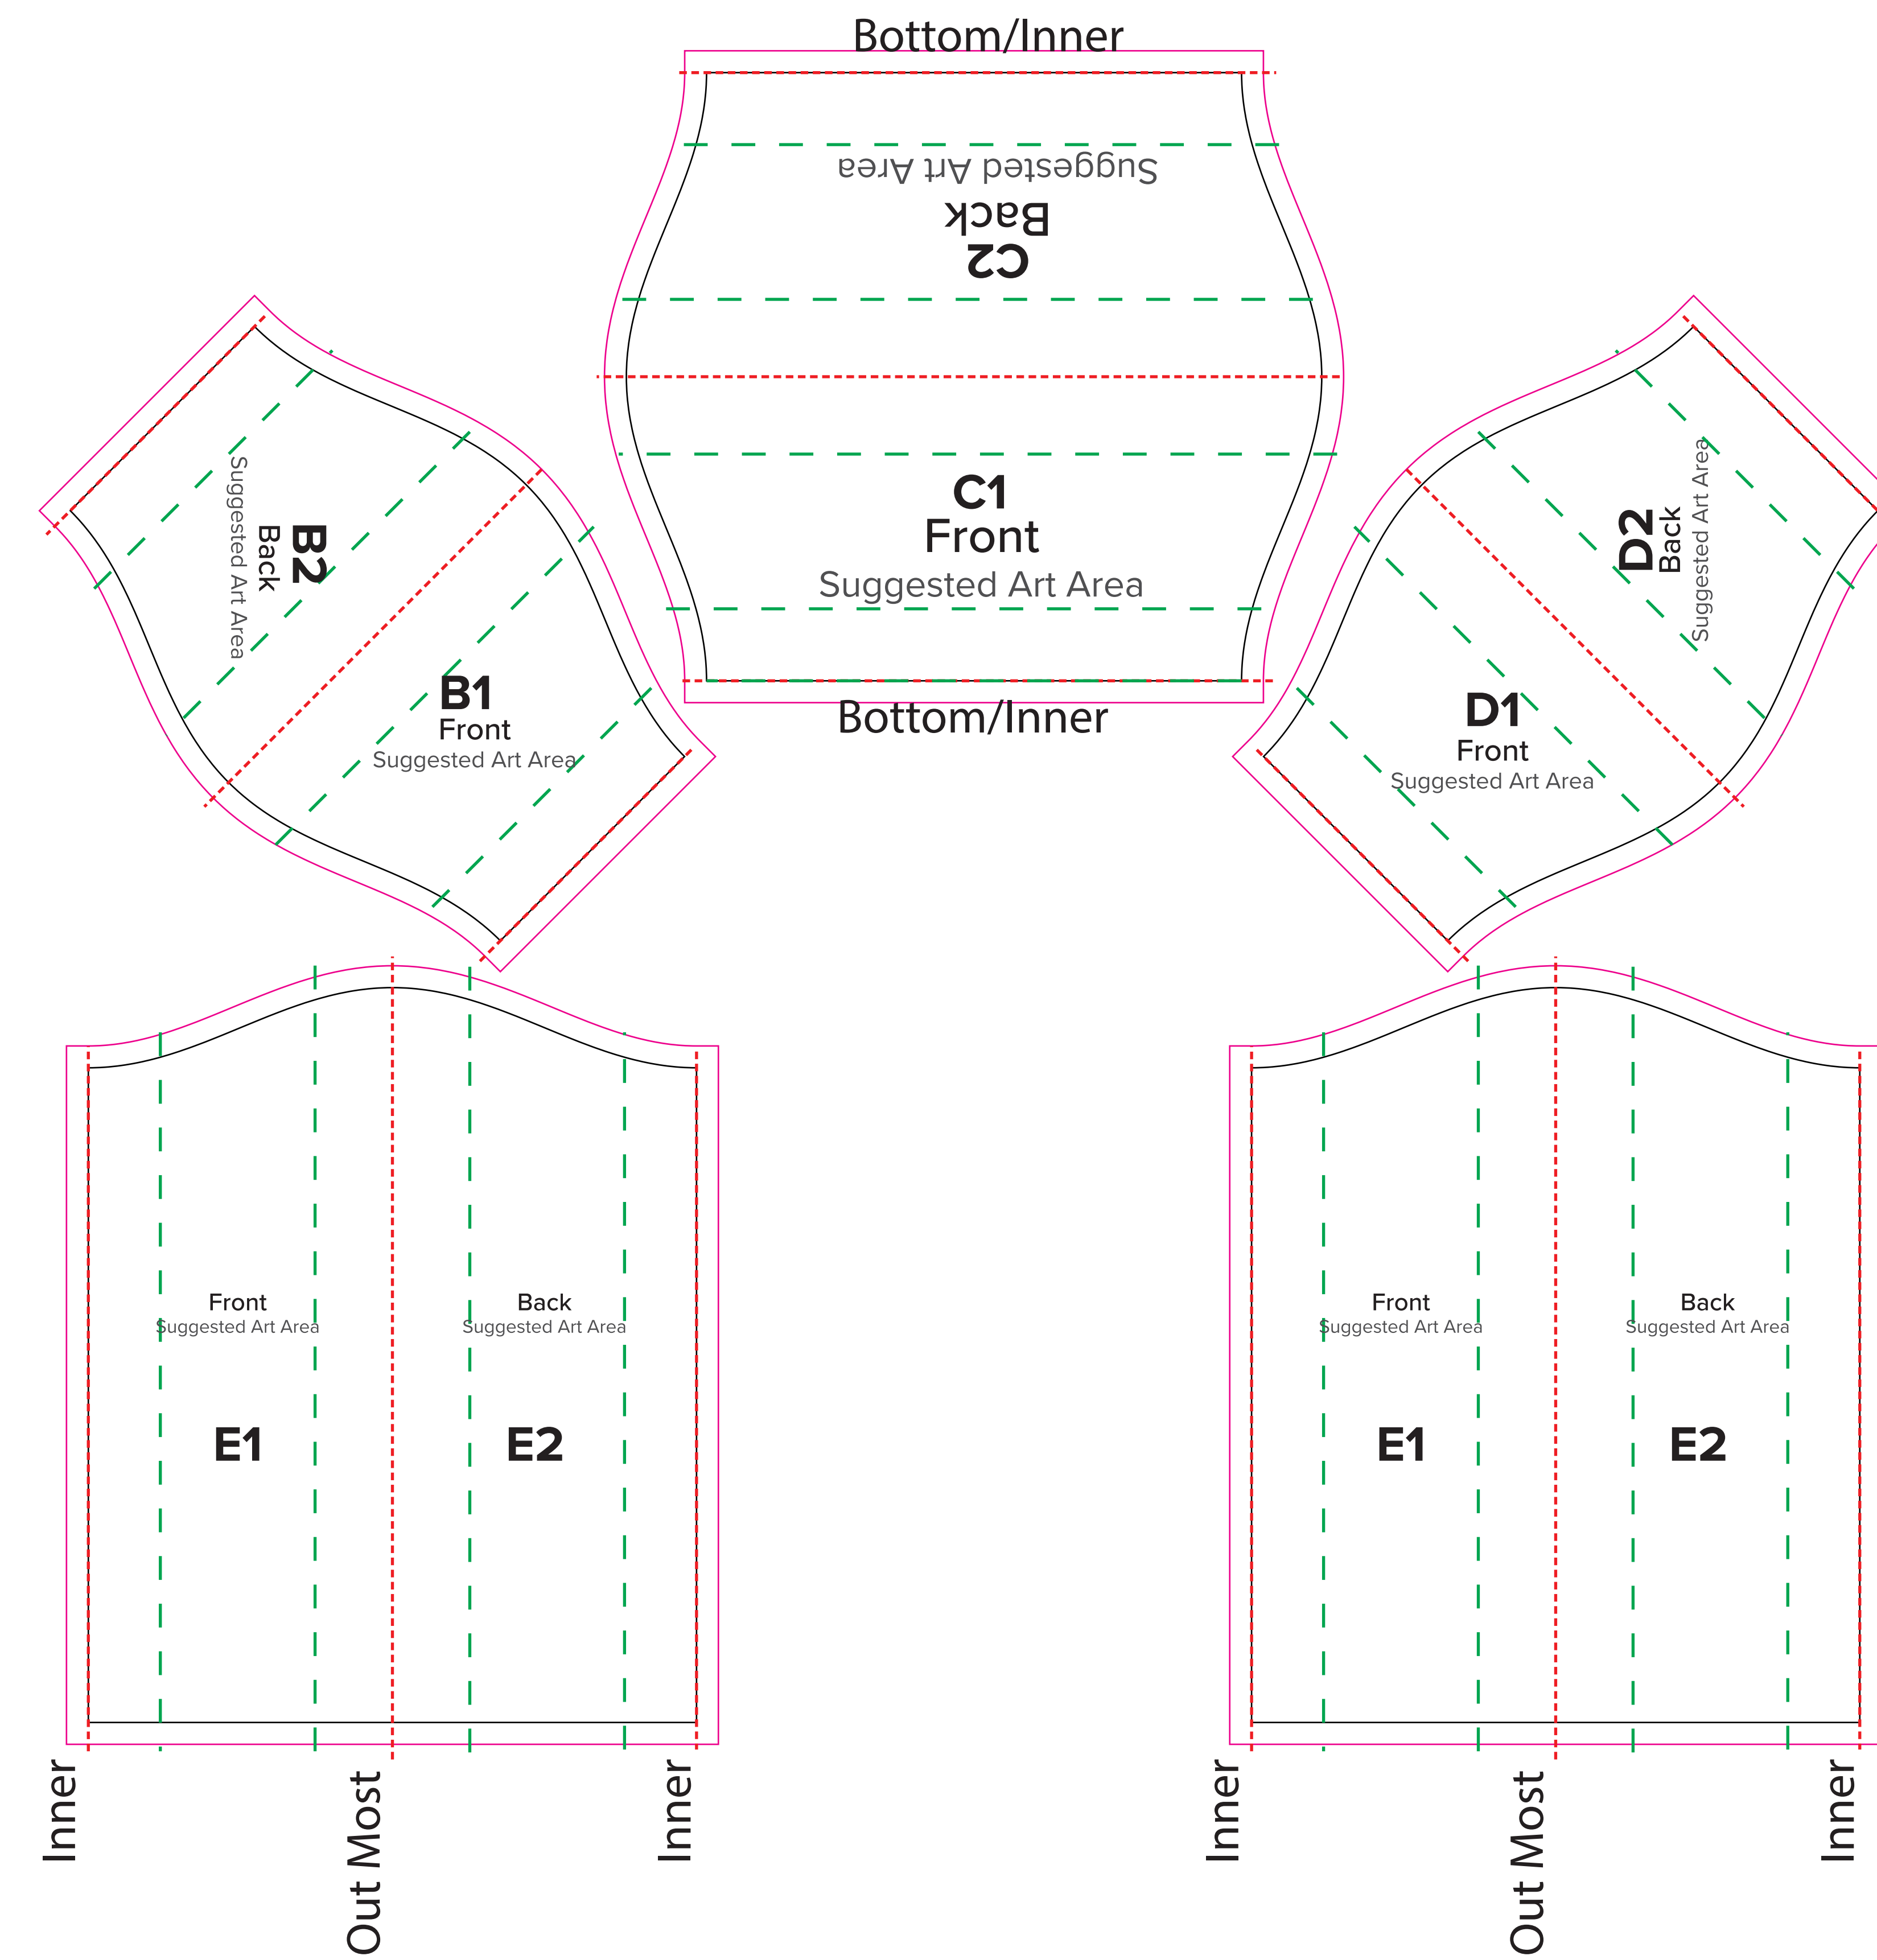 Bottom/Inner
Suggested Art Area
Back
C2
C1
Front
Suggested Art Area
Bottom/Inner
B2
Back
Suggested Art Area
B1
Front
Suggested Art Area
D2
Back
Suggested Art Area
D1
Front
Suggested Art Area
Front
Suggested Art Area
E1
Back
Suggested Art Area
E2
Front
Suggested Art Area
E1
Back
Suggested Art Area
E2
Inner
Out Most
Inner
Inner
Out Most
Inner